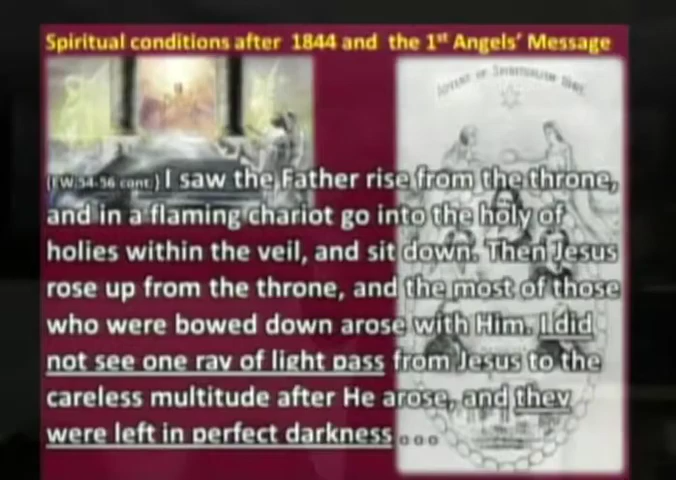 Spiritual conditions after 1844 and the 1st Angels' Message
ADVENT OF SPIRITUALISM
(EW 54-56 cont.) I saw the Father rise from the throne,
and in a flaming chariot go into the holy of
holies within the veil, and sit down. Then Jesus
rose up from the throne, and the most of those
who were bowed down arose with Him. I did
not see one ray of light pass from Jesus to the
careless multitude after He arose, and they
were left in perfect darkness . . .